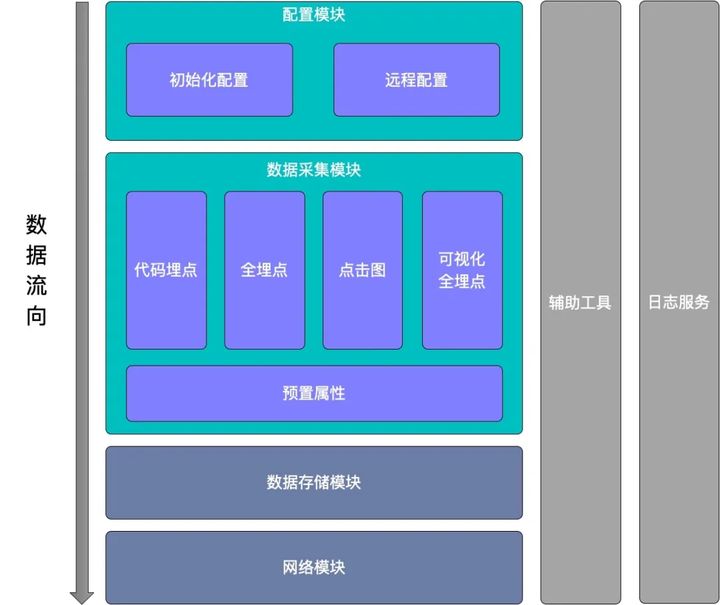 数据流向
配置模块
初始化配置
远程配置
数据采集模块
代码埋点
全埋点
点击图
可视化
全埋点
预置属性
数据存储模块
网络模块
辅助工具
日志服务